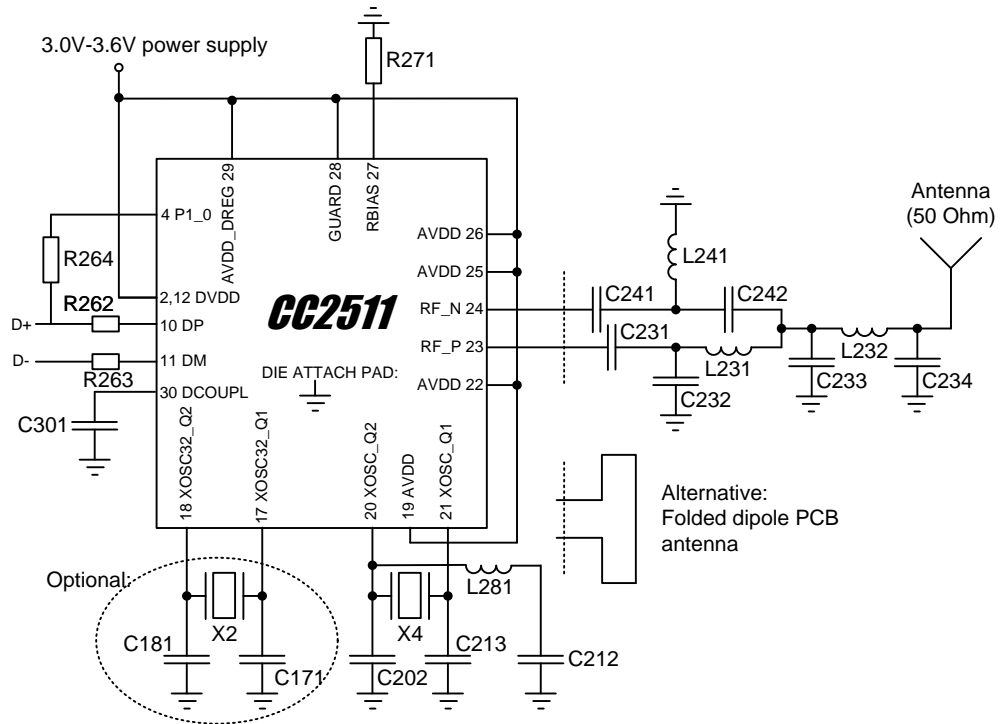 3.0V-3.6V power supply
R271
AVDD_DREG 29
GUARD 28
RBIAS 27
4 P1_0
R264
R262
2,12 DVDD
D+
10 DP
D-
11 DM
R263
30 DCOUPL
C301
CC2511
DIE ATTACH PAD:
AVDD 26
AVDD 25
RF_N 24
RF_P 23
AVDD 22
18 XOSC32_Q2
17 XOSC32_Q1
20 XOSC_Q2
19 AVDD
21 XOSC_Q1
L241
C241
C242
C231
L231
C232
C233
L232
C234
Antenna
(50 Ohm)
Alternative:
Folded dipole PCB
antenna
Optional:
X2
C181
C171
X4
L281
C202
C213
C212